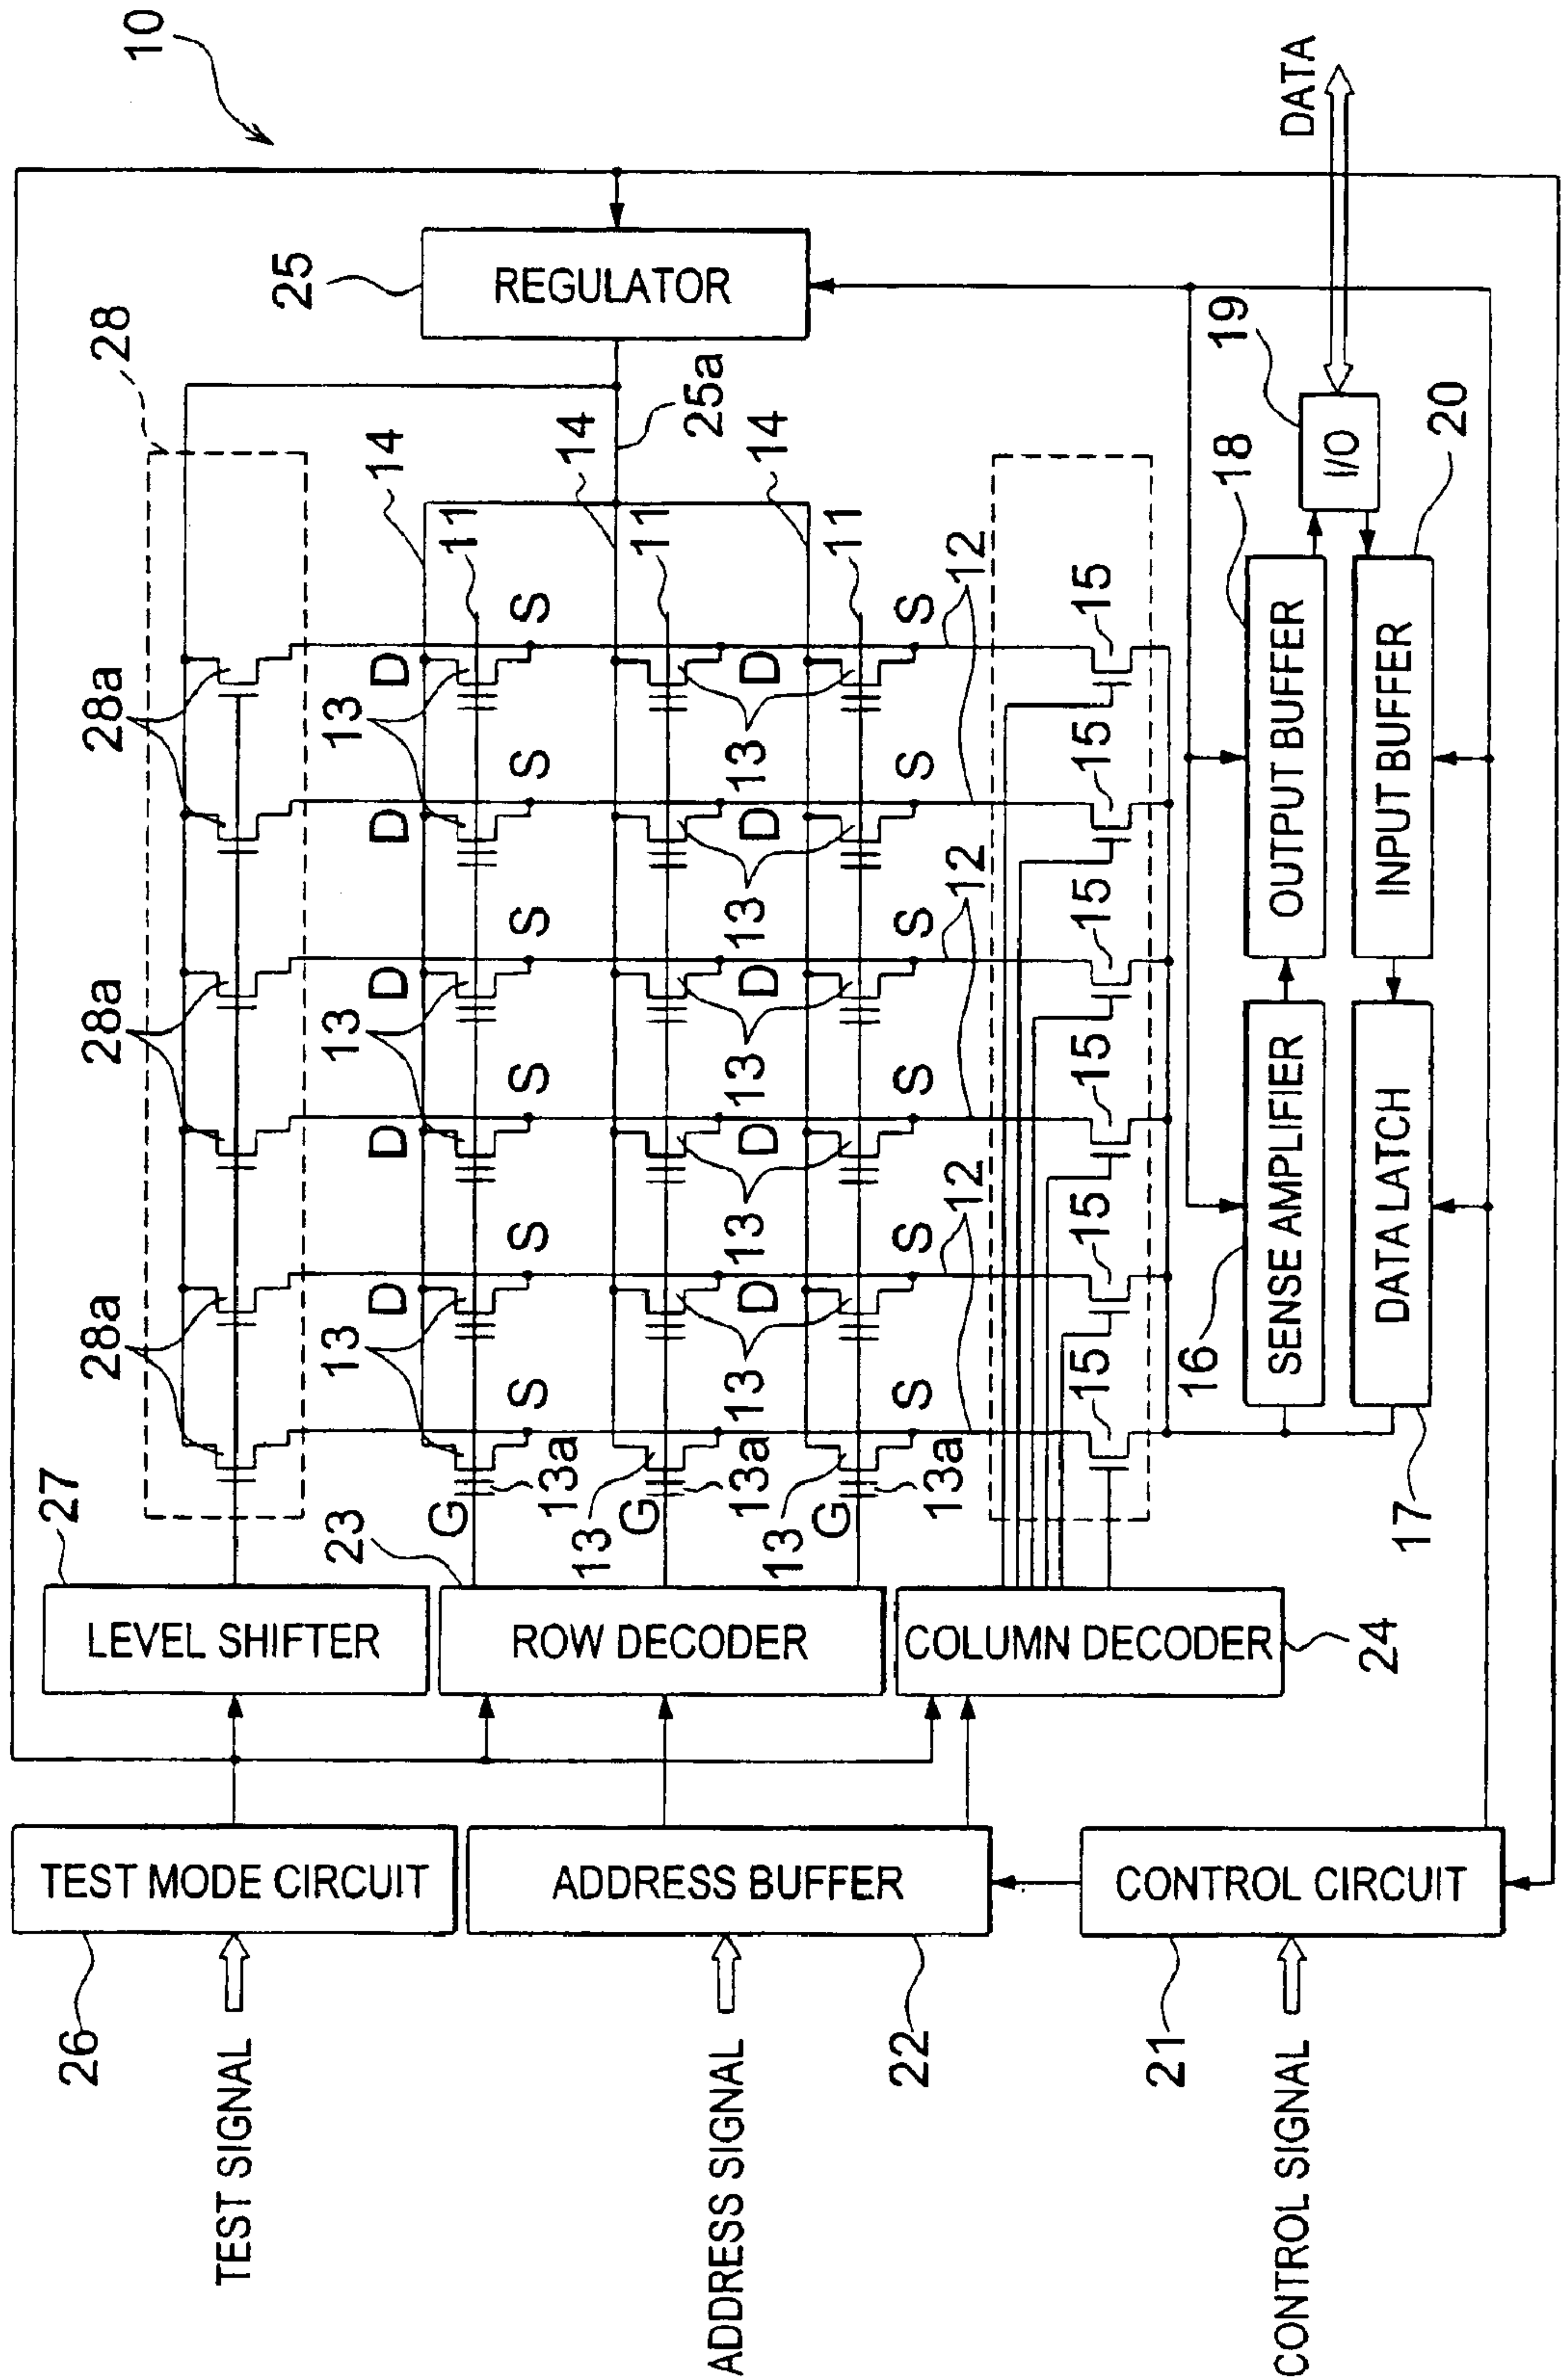 10
TEST SIGNAL
26
TEST MODE CIRCUIT
27
LEVEL SHIFTER
28
28a
28a
28a
25
REGULATOR
25a
ADDRESS SIGNAL
22
ADDRESS BUFFER
23
ROW DECODER
14
14
14
11
11
11
13
13
13
D
D
D
D
D
G
13a
S
S
S
S
S
S
13
G
13a
13
13
13
13
13
D
D
D
D
D
13
G
13a
S
S
S
S
S
S
12
12
12
CONTROL SIGNAL
21
CONTROL CIRCUIT
COLUMN DECODER
24
15
15
15
15
15
15
16
SENSE AMPLIFIER
18
OUTPUT BUFFER
19
I/O
DATA
17
DATA LATCH
INPUT BUFFER
20